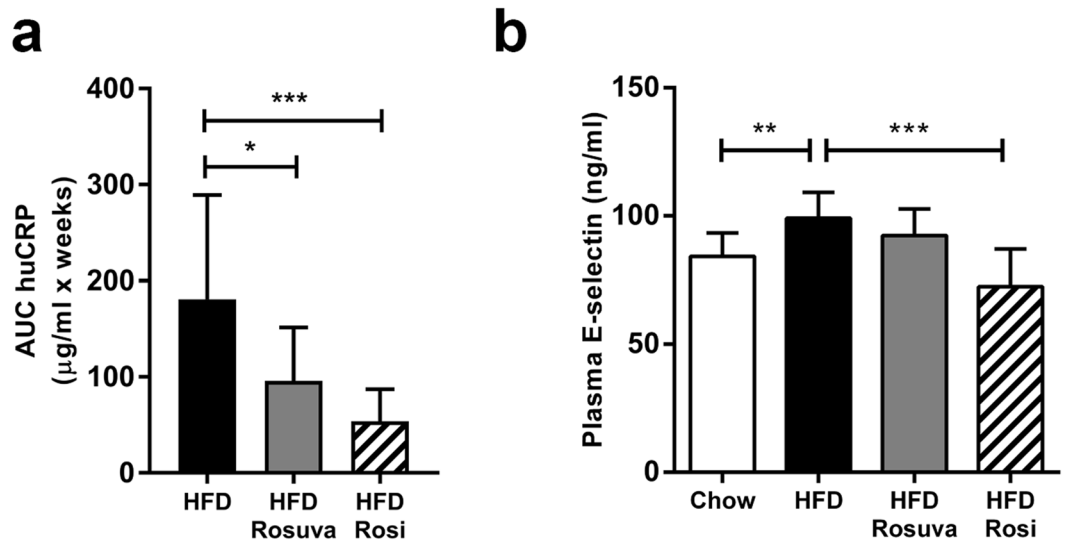 a
AUC huCRP
(µg/ml x weeks)
400
300
200
100
0
***
*
HFD
HFD
Rosuva
HFD
Rosi
b
Plasma E-selectin (ng/ml)
150
100
50
0
**
***
Chow
HFD
HFD
Rosuva
HFD
Rosi